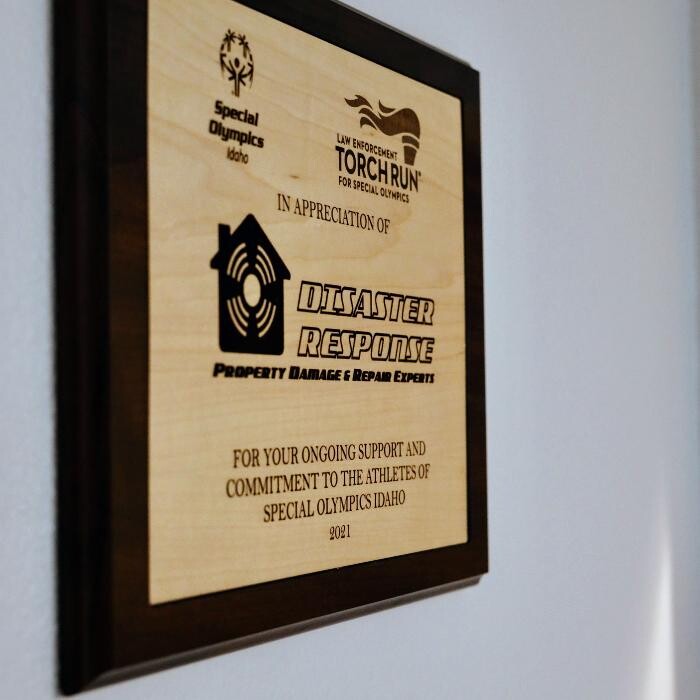 Special
Olympics
Idaho
LAW ENFORCEMENT
TORCH RUN®
FOR SPECIAL OLYMPICS
IN APPRECIATION OF
DISASTER
RESPONSE
PROPERTY DAMAGE & REPAIR EXPERTS
FOR YOUR ONGOING SUPPORT AND
COMMITMENT TO THE ATHLETES OF
SPECIAL OLYMPICS IDAHO
2021